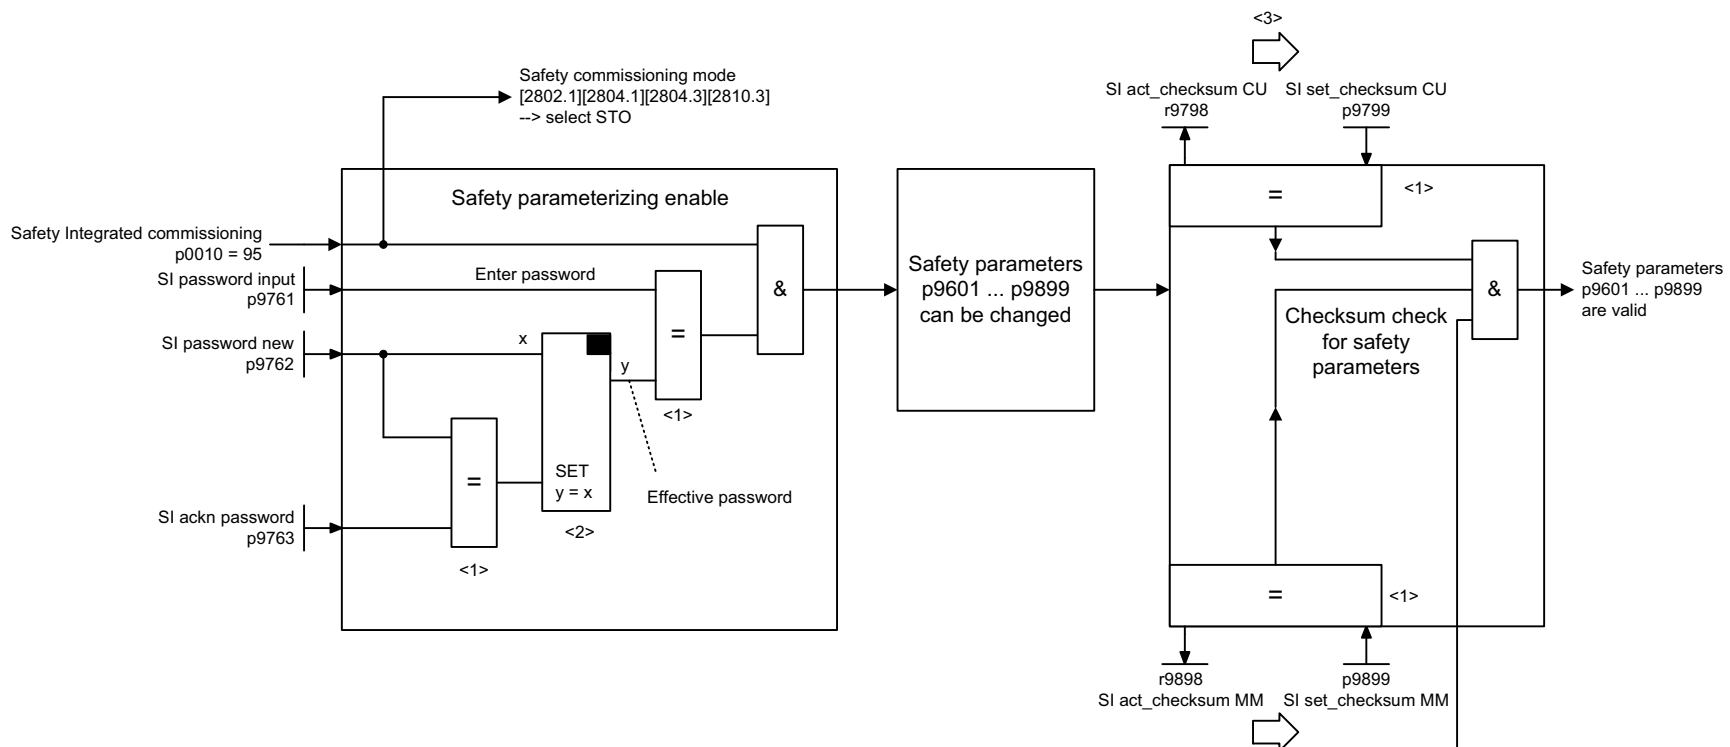 <3>
Safety commissioning mode
[2802.1][2804.1][2804.3][2810.3]
--> select STO
SI act_checksum CU
r9798
SI set_checksum CU
p9799
Safety parameterizing enable
=
<1>
Safety Integrated commissioning
p0010 = 95
SI password input
p9761
Enter password
&
=
Safety parameters
p9601 ... p9899
can be changed
&
Safety parameters
p9601 ... p9899
are valid
Checksum check
for safety
parameters
SI password new
p9762
x
y
<1>
=
SET
y = x
Effective password
<2>
SI ackn password
p9763
<1>
=
<1>
r9898
SI act_checksum MM
p9899
SI set_checksum MM